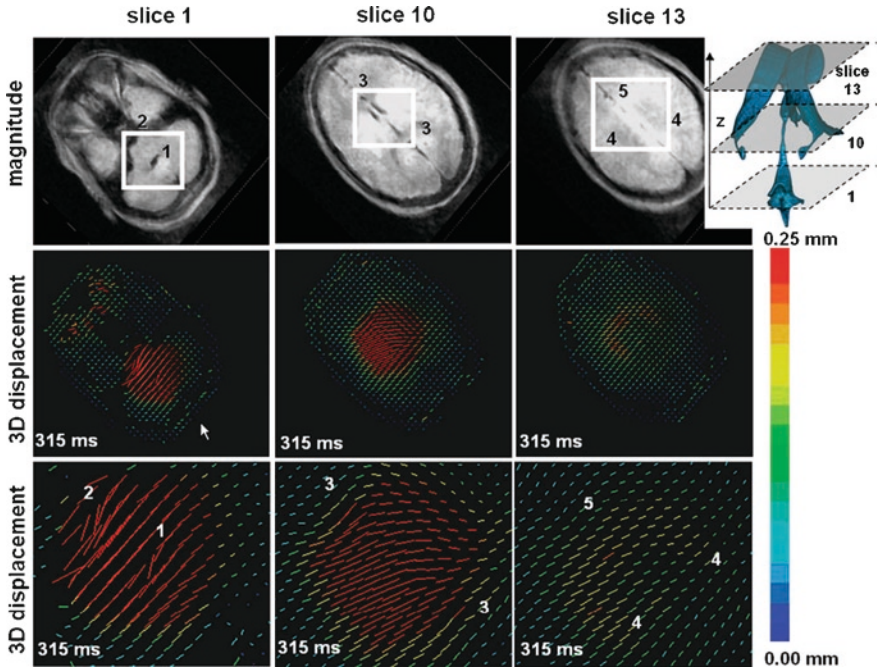 slice 1
slice 10
slice 13
magnitude
2
1
3
3
5
4
4
z
slice
13
10
1
3D displacement
315 ms
315 ms
315 ms
0.25 mm
3D displacement
2
1
315 ms
3
3
315 ms
5
4
4
315 ms
0.00 mm